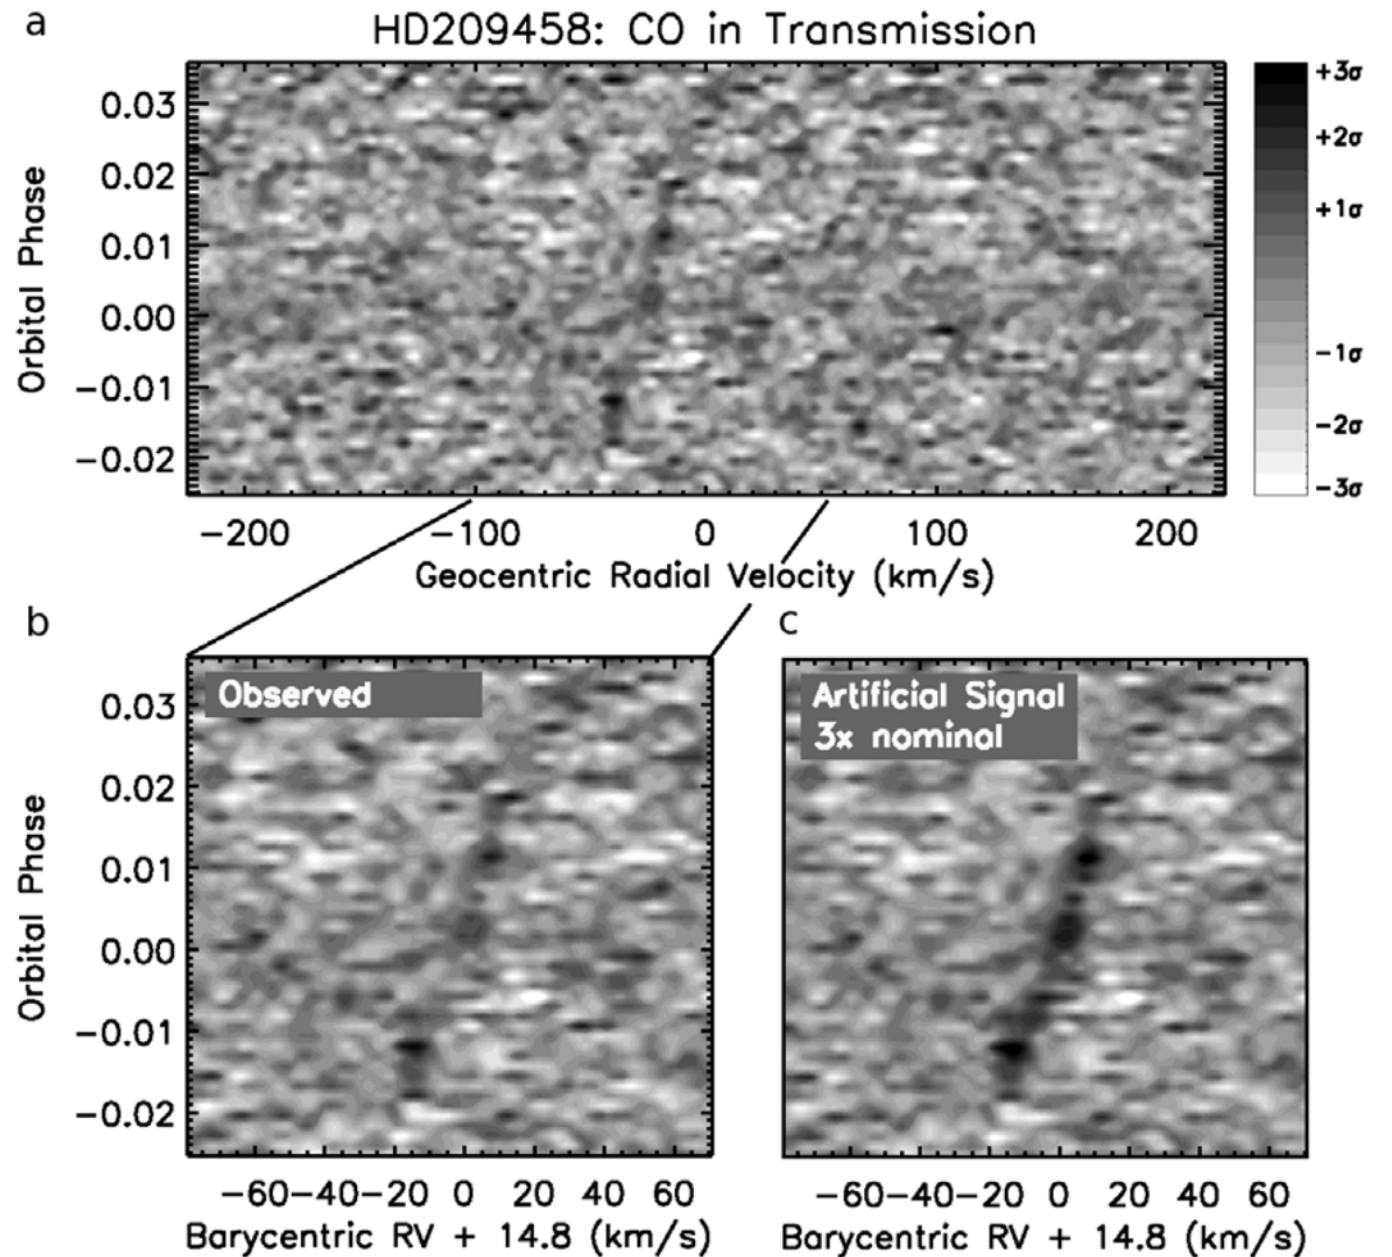 a
HD209458: CO in Transmission
+3σ
+2σ
+1σ
−1σ
−2σ
−3σ
0.03
0.02
0.01
0.00
−0.01
−0.02
Orbital Phase
−200 −100 0 100 200
Geocentric Radial Velocity (km/s)
b
Observed
0.03
0.02
0.01
0.00
−0.01
−0.02
Orbital Phase
−60−40−20 0 20 40 60
Barycentric RV + 14.8 (km/s)
c
Artificial Signal
3x nominal
−60−40−20 0 20 40 60
Barycentric RV + 14.8 (km/s)